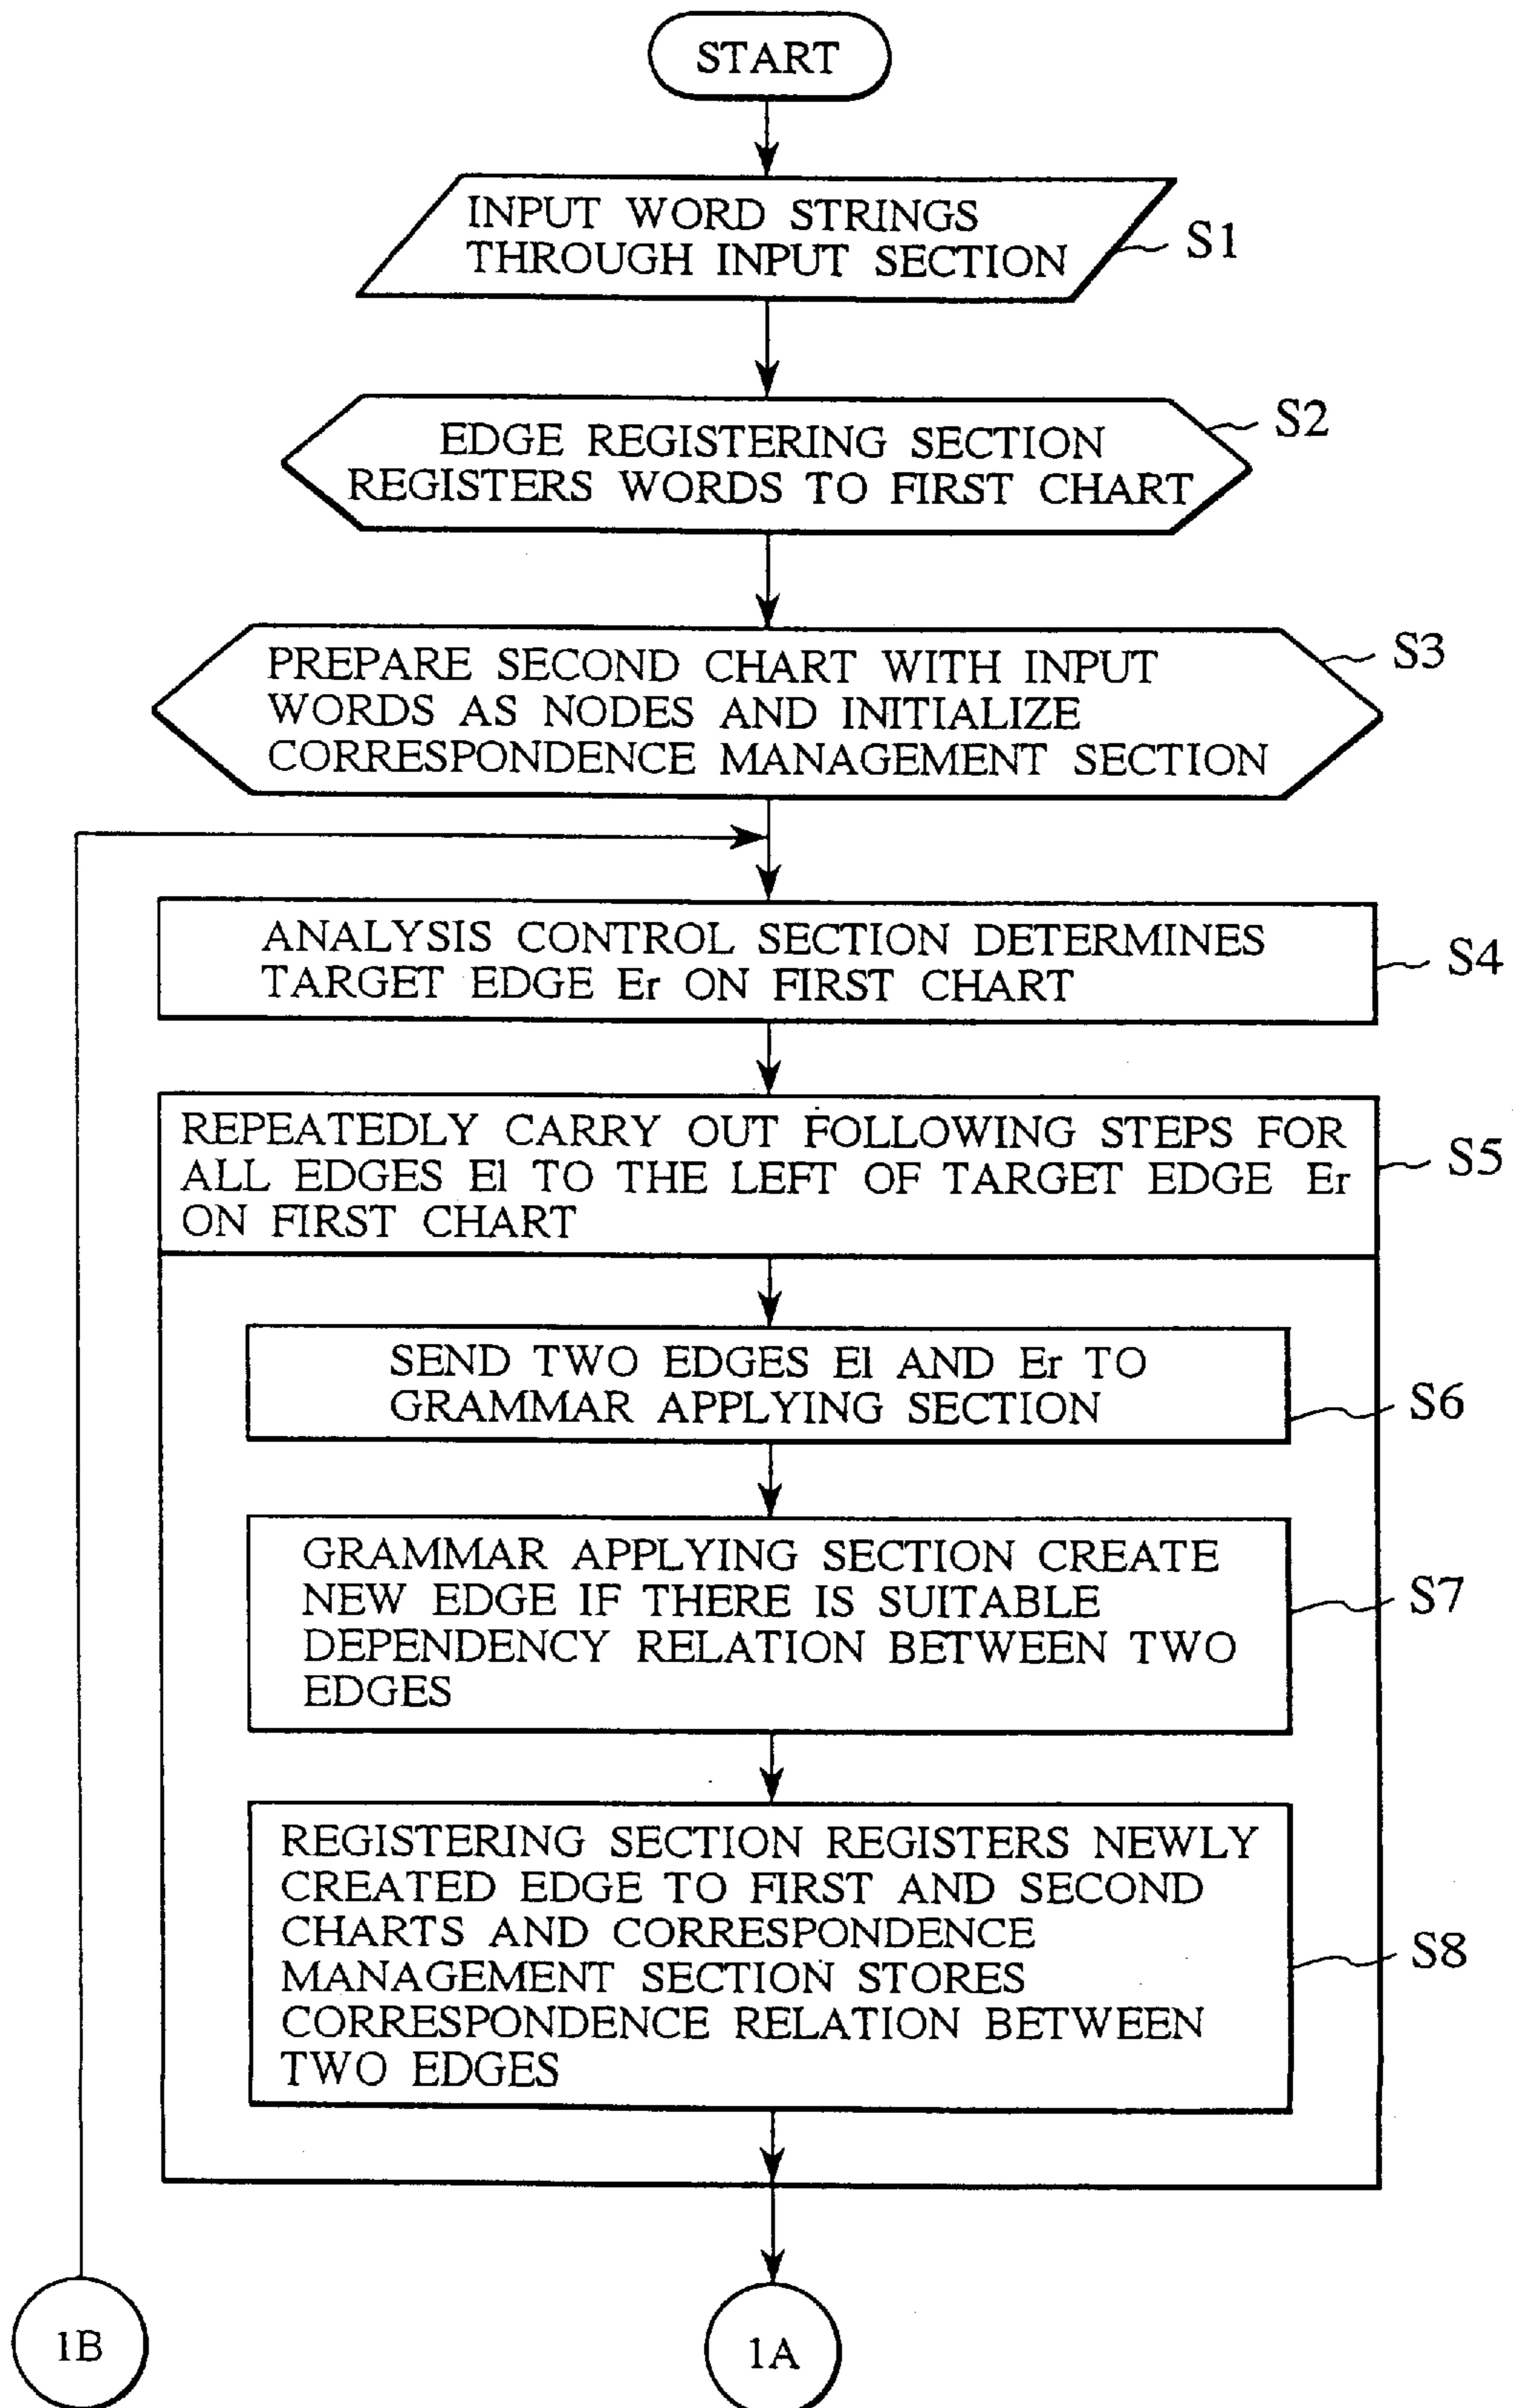 START
INPUT WORD STRINGS
THROUGH INPUT SECTION
S1
EDGE REGISTERING SECTION
REGISTERS WORDS TO FIRST CHART
S2
PREPARE SECOND CHART WITH INPUT
WORDS AS NODES AND INITIALIZE
CORRESPONDENCE MANAGEMENT SECTION
S3
ANALYSIS CONTROL SECTION DETERMINES
TARGET EDGE Er ON FIRST CHART
S4
REPEATEDLY CARRY OUT FOLLOWING STEPS FOR
ALL EDGES El TO THE LEFT OF TARGET EDGE Er
ON FIRST CHART
S5
SEND TWO EDGES El AND Er TO
GRAMMAR APPLYING SECTION
S6
GRAMMAR APPLYING SECTION CREATE
NEW EDGE IF THERE IS SUITABLE
DEPENDENCY RELATION BETWEEN TWO
EDGES
S7
REGISTERING SECTION REGISTERS NEWLY
CREATED EDGE TO FIRST AND SECOND
CHARTS AND CORRESPONDENCE
MANAGEMENT SECTION STORES
CORRESPONDENCE RELATION BETWEEN
TWO EDGES
S8
1B
1A